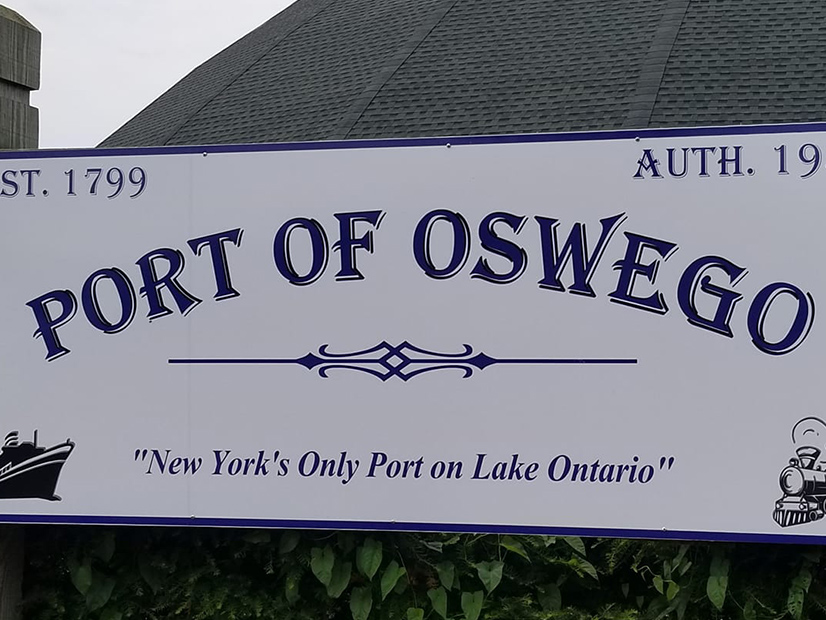 ST. 1799
AUTH. 19
PORT OF OSWEGO
"New York's Only Port on Lake Ontario"